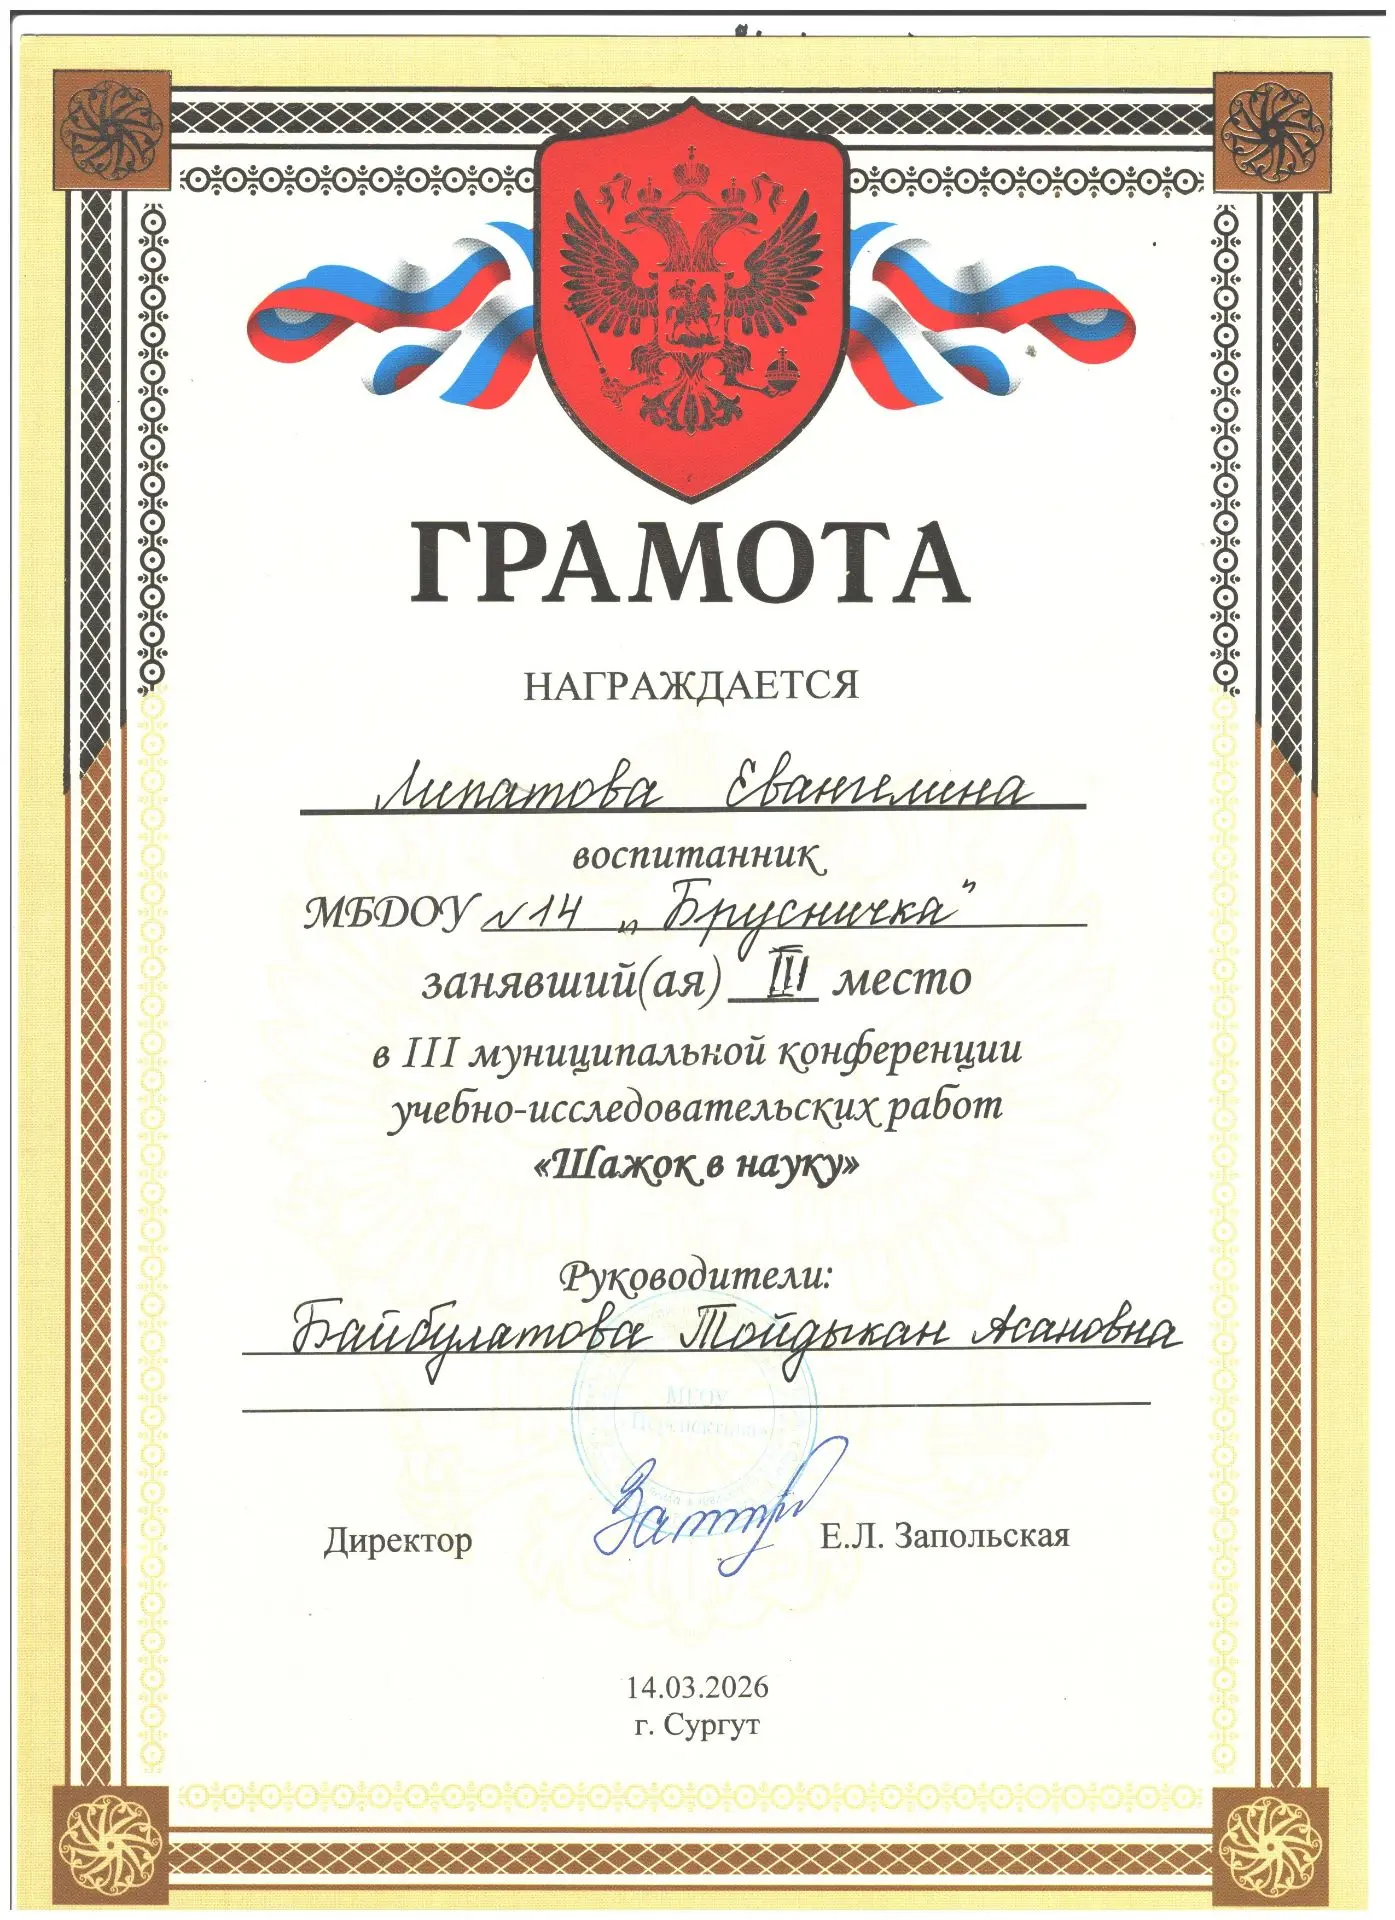 ГРАМОТА
НАГРАЖДАЕТСЯ
Липатова Евангелина
воспитанник
МБДОУ №14 „Брусничка"
занявший(ая) III место
в III муниципальной конференции
учебно-исследовательских работ
«Шажок в науку»
Руководители:
Байбулатова Тойдыкан Асановна
МБОУ
Директор Е.Л. Запольская
14.03.2026
г. Сургут